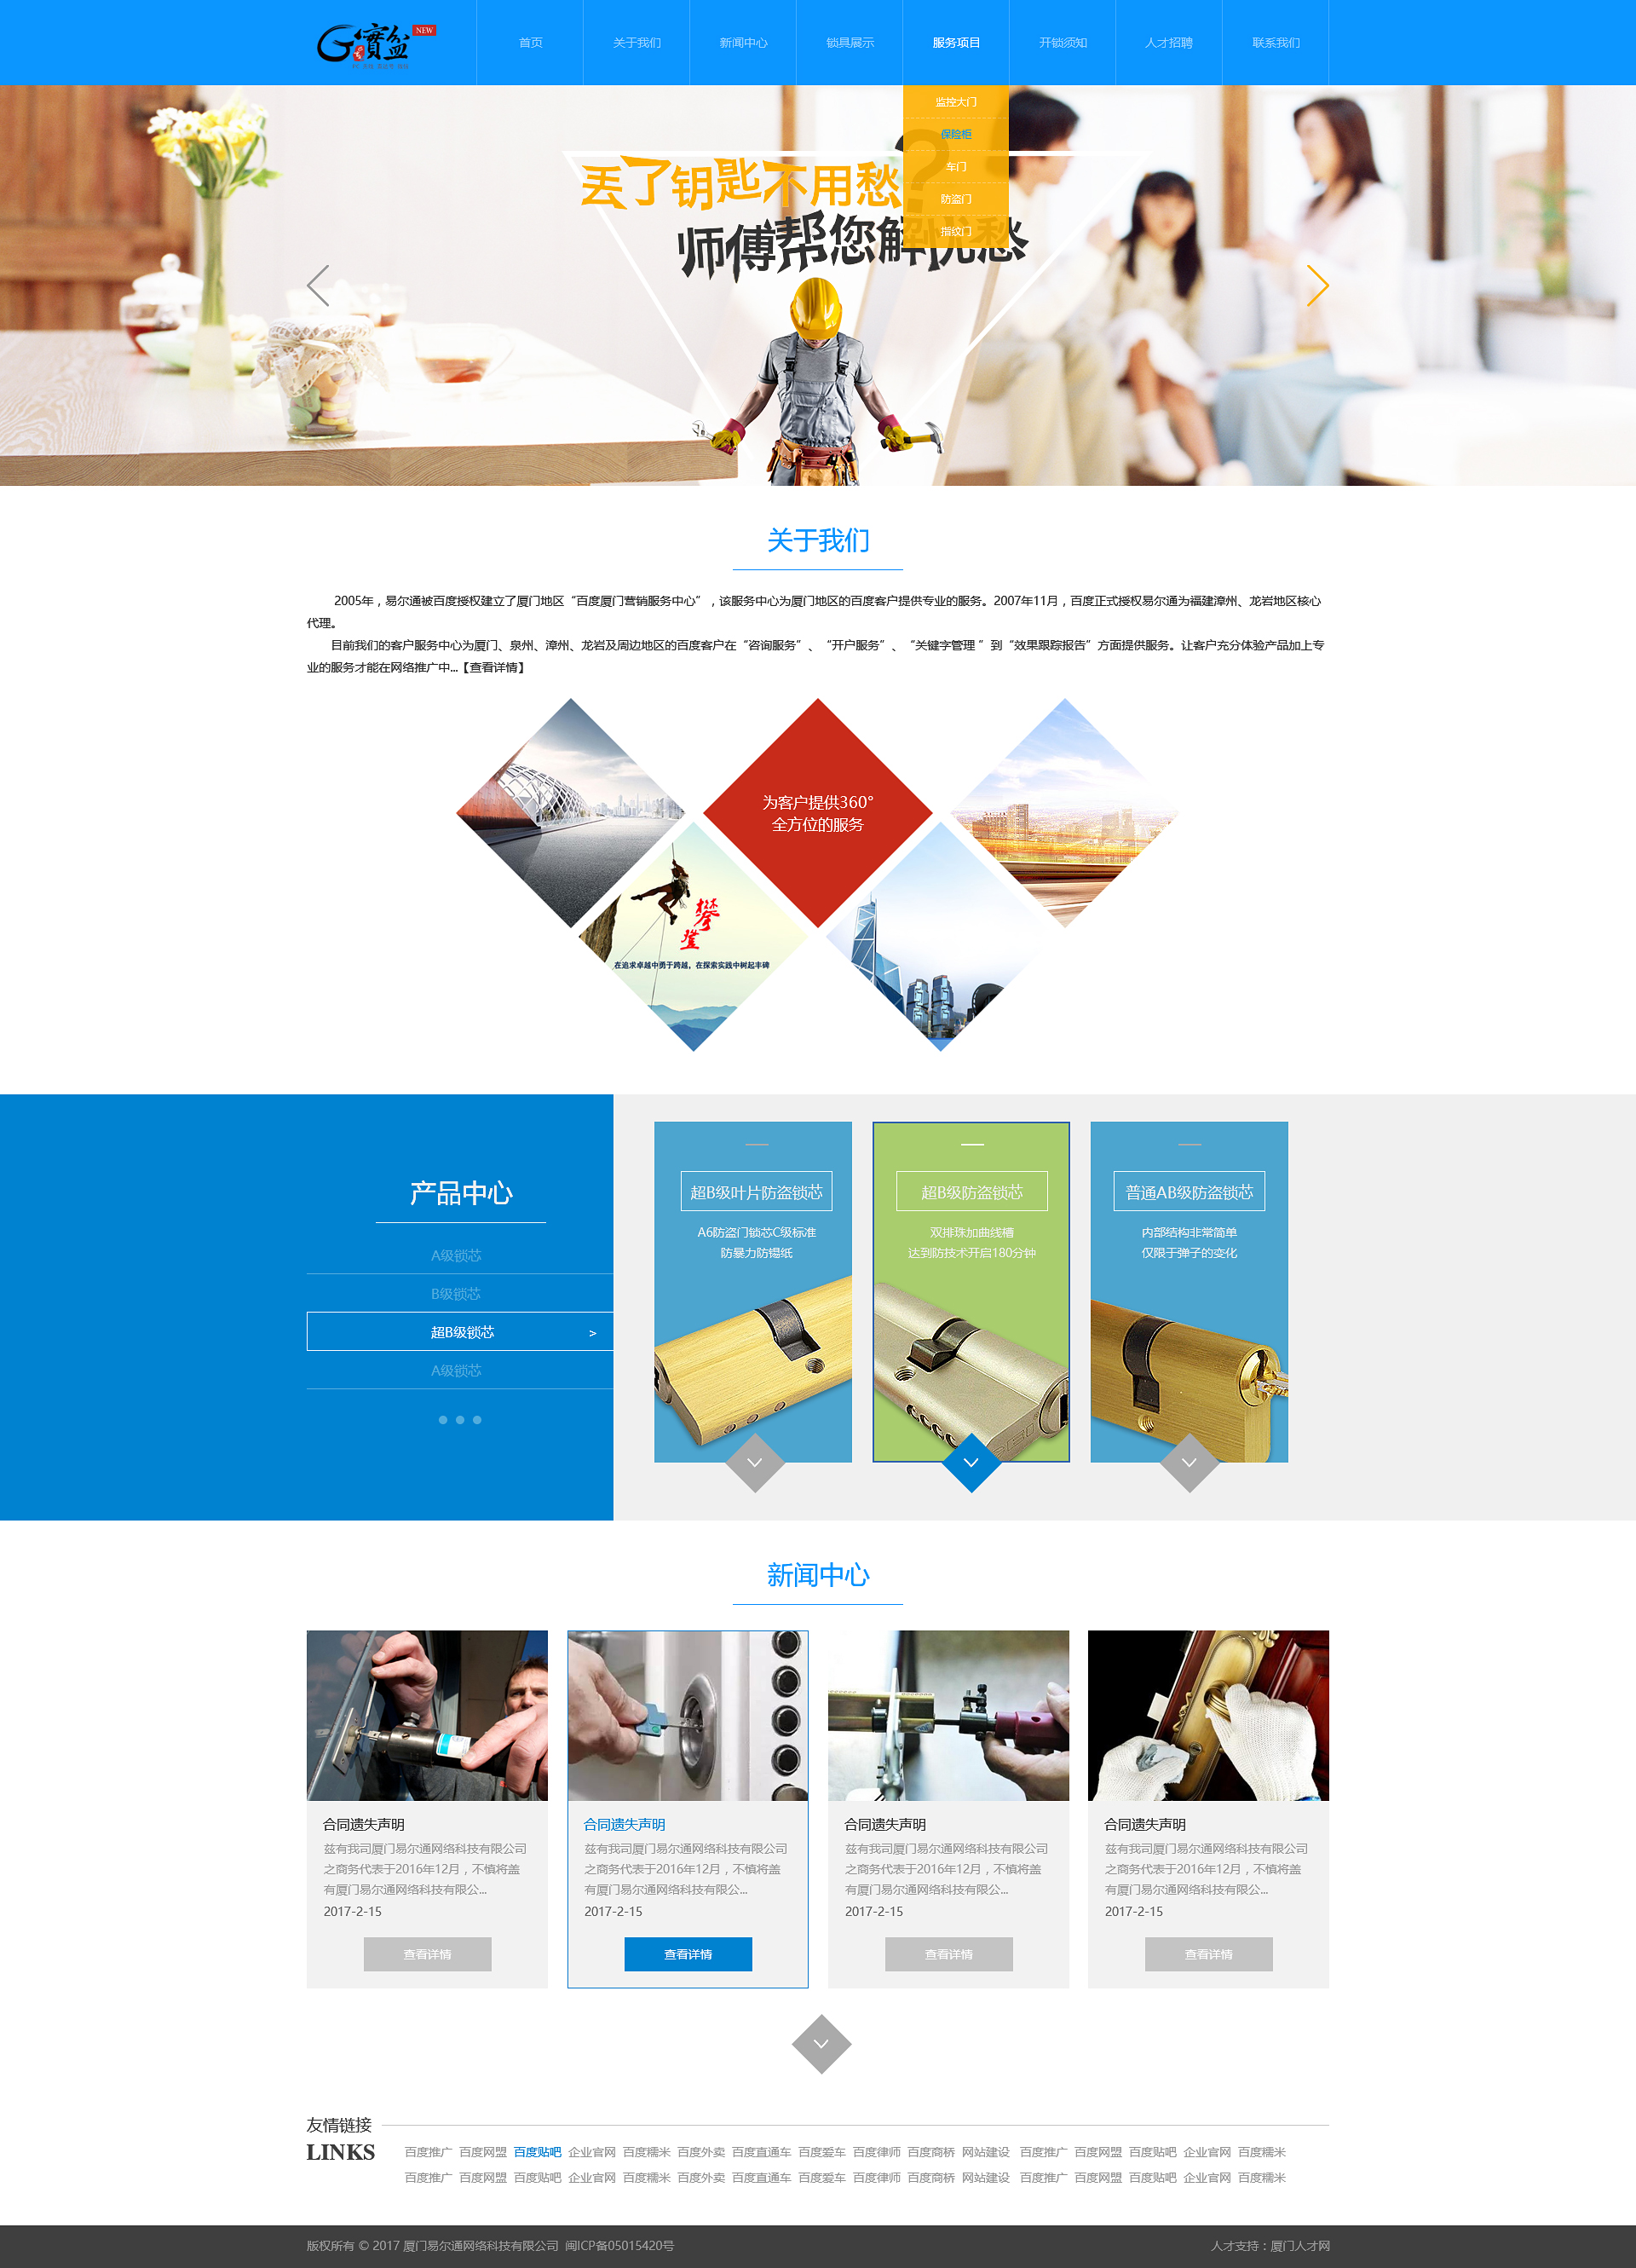 實盆
NEW
首页
关于我们
新闻中心
锁具展示
服务项目
开锁须知
人才招聘
联系我们
监控大门
保险柜
车门
防盗门
指纹门
丢了钥匙不用愁?
师傅帮您解忧愁
关于我们
2005年，易尔通被百度授权建立了厦门地区“百度厦门营销服务中心”，该服务中心为厦门地区的百度客户提供专业的服务。2007年11月，百度正式授权易尔通为福建漳州、龙岩地区核心
代理。
目前我们的客户服务中心为厦门、泉州、漳州、龙岩及周边地区的百度客户在“咨询服务”、“开户服务”、“关键字管理 ”到“效果跟踪报告”方面提供服务。让客户充分体验产品加上专
业的服务才能在网络推广中...【查看详情】
为客户提供360°
全方位的服务
攀登
在追求卓越中勇于跨越，在探索实践中树起丰碑
产品中心
A级锁芯
B级锁芯
超B级锁芯 >
A级锁芯
超B级叶片防盗锁芯
A6防盗门锁芯C级标准
防暴力防锡纸
超B级防盗锁芯
双排珠加曲线槽
达到防技术开启180分钟
普通AB级防盗锁芯
内部结构非常简单
仅限于弹子的变化
新闻中心
合同遗失声明
兹有我司厦门易尔通网络科技有限公司
之商务代表于2016年12月，不慎将盖
有厦门易尔通网络科技有限公...
2017-2-15
查看详情
合同遗失声明
兹有我司厦门易尔通网络科技有限公司
之商务代表于2016年12月，不慎将盖
有厦门易尔通网络科技有限公...
2017-2-15
查看详情
合同遗失声明
兹有我司厦门易尔通网络科技有限公司
之商务代表于2016年12月，不慎将盖
有厦门易尔通网络科技有限公...
2017-2-15
查看详情
合同遗失声明
兹有我司厦门易尔通网络科技有限公司
之商务代表于2016年12月，不慎将盖
有厦门易尔通网络科技有限公...
2017-2-15
查看详情
友情链接
LINKS
百度推广 百度网盟 百度贴吧 企业官网 百度糯米 百度外卖 百度直通车 百度爱车 百度律师 百度商桥 网站建设 百度推广 百度网盟 百度贴吧 企业官网 百度糯米
百度推广 百度网盟 百度贴吧 企业官网 百度糯米 百度外卖 百度直通车 百度爱车 百度律师 百度商桥 网站建设 百度推广 百度网盟 百度贴吧 企业官网 百度糯米
版权所有 © 2017 厦门易尔通网络科技有限公司 闽ICP备05015420号
人才支持：厦门人才网